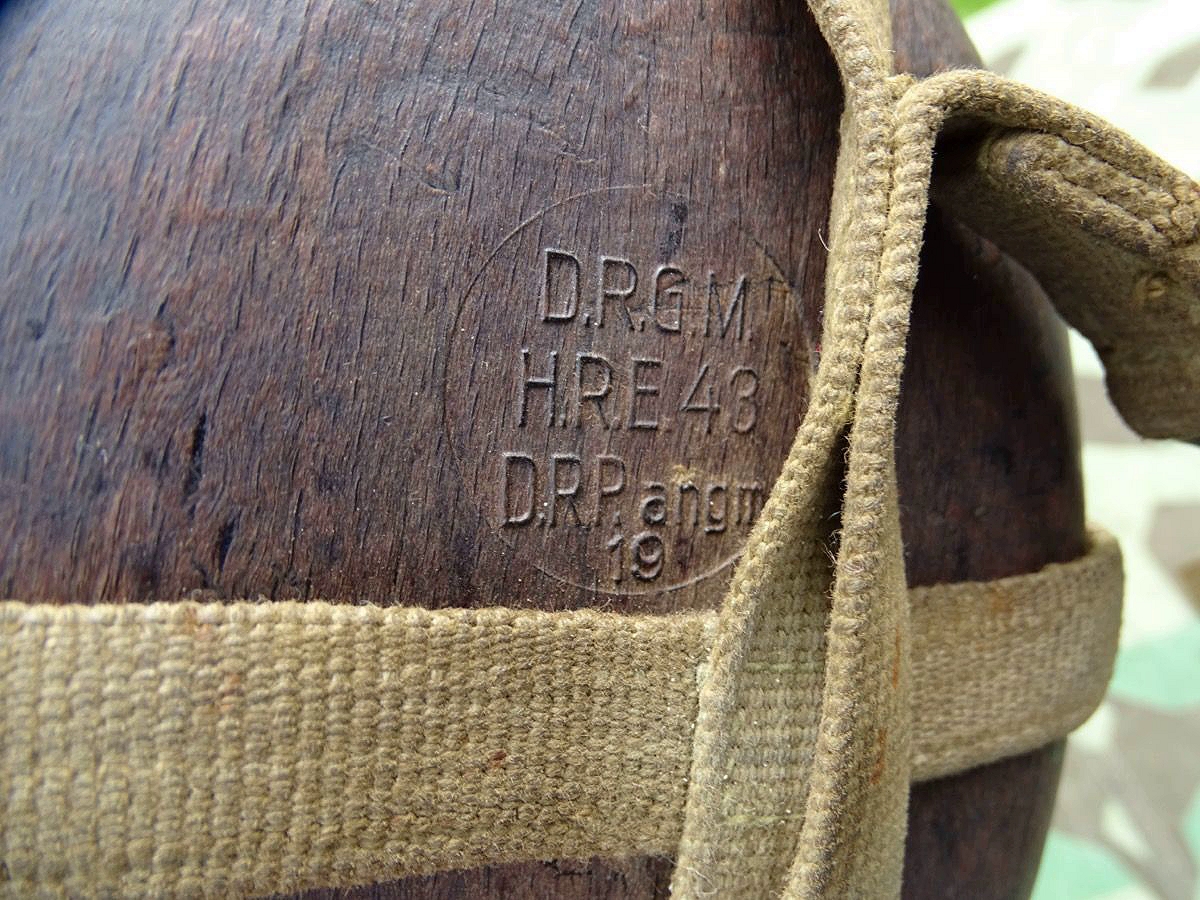 D.R.G.M.
H.R.E. 43
D.R.P. angm
19